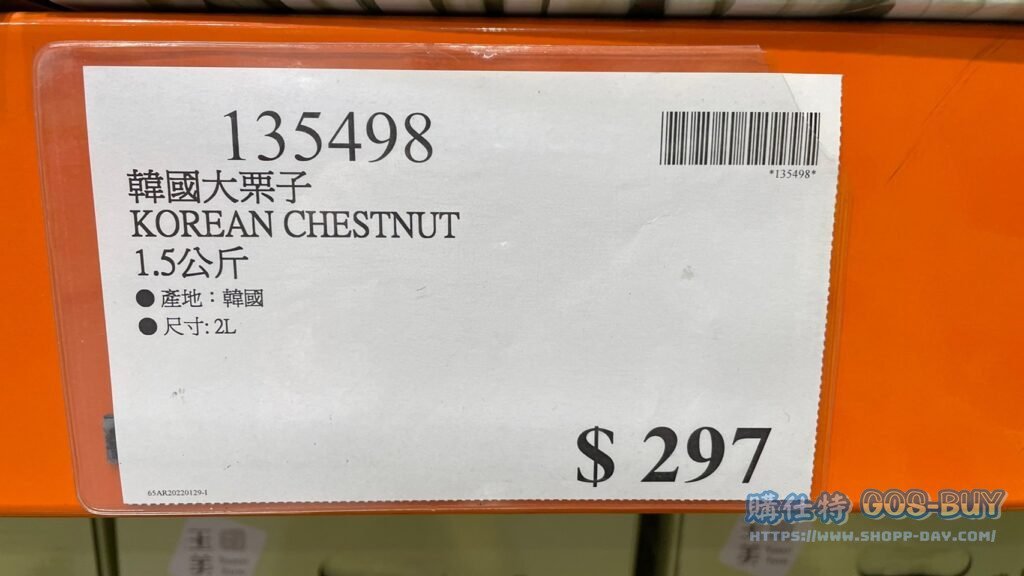 135498
*135498*
韓國大栗子
KOREAN CHESTNUT
1.5公斤
● 產地：韓國
● 尺寸: 2L
$ 297
65AR20220129-1
購仕特 GOS-BUY
HTTPS://WWW.SHOPP-DAY.COM/